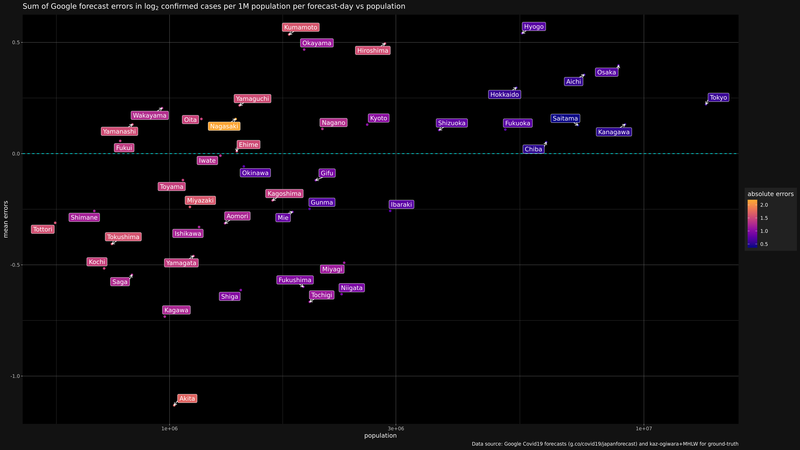 Sum of Google forecast errors in log₂ confirmed cases per 1M population per forecast-day vs population
mean errors
0.5
0.0
-0.5
-1.0
Kumamoto
Hyogo
Okayama
Hiroshima
Osaka
Aichi
Hokkaido
Tokyo
Yamaguchi
Wakayama
Oita
Nagasaki
Nagano
Kyoto
Shizuoka
Fukuoka
Saitama
Kanagawa
Yamanashi
Fukui
Ehime
Chiba
Iwate
Okinawa
Gifu
Toyama
Kagoshima
Miyazaki
Gunma
Ibaraki
Shimane
Aomori
Mie
Tottori
Tokushima
Ishikawa
Kochi
Yamagata
Miyagi
Saga
Fukushima
Niigata
Shiga
Tochigi
Kagawa
Akita
1e+06
3e+06
1e+07
population
absolute errors
2.0
1.5
1.0
0.5
Data source: Google Covid19 forecasts (g.co/covid19/japanforecast) and kaz-ogiwara+MHLW for ground-truth